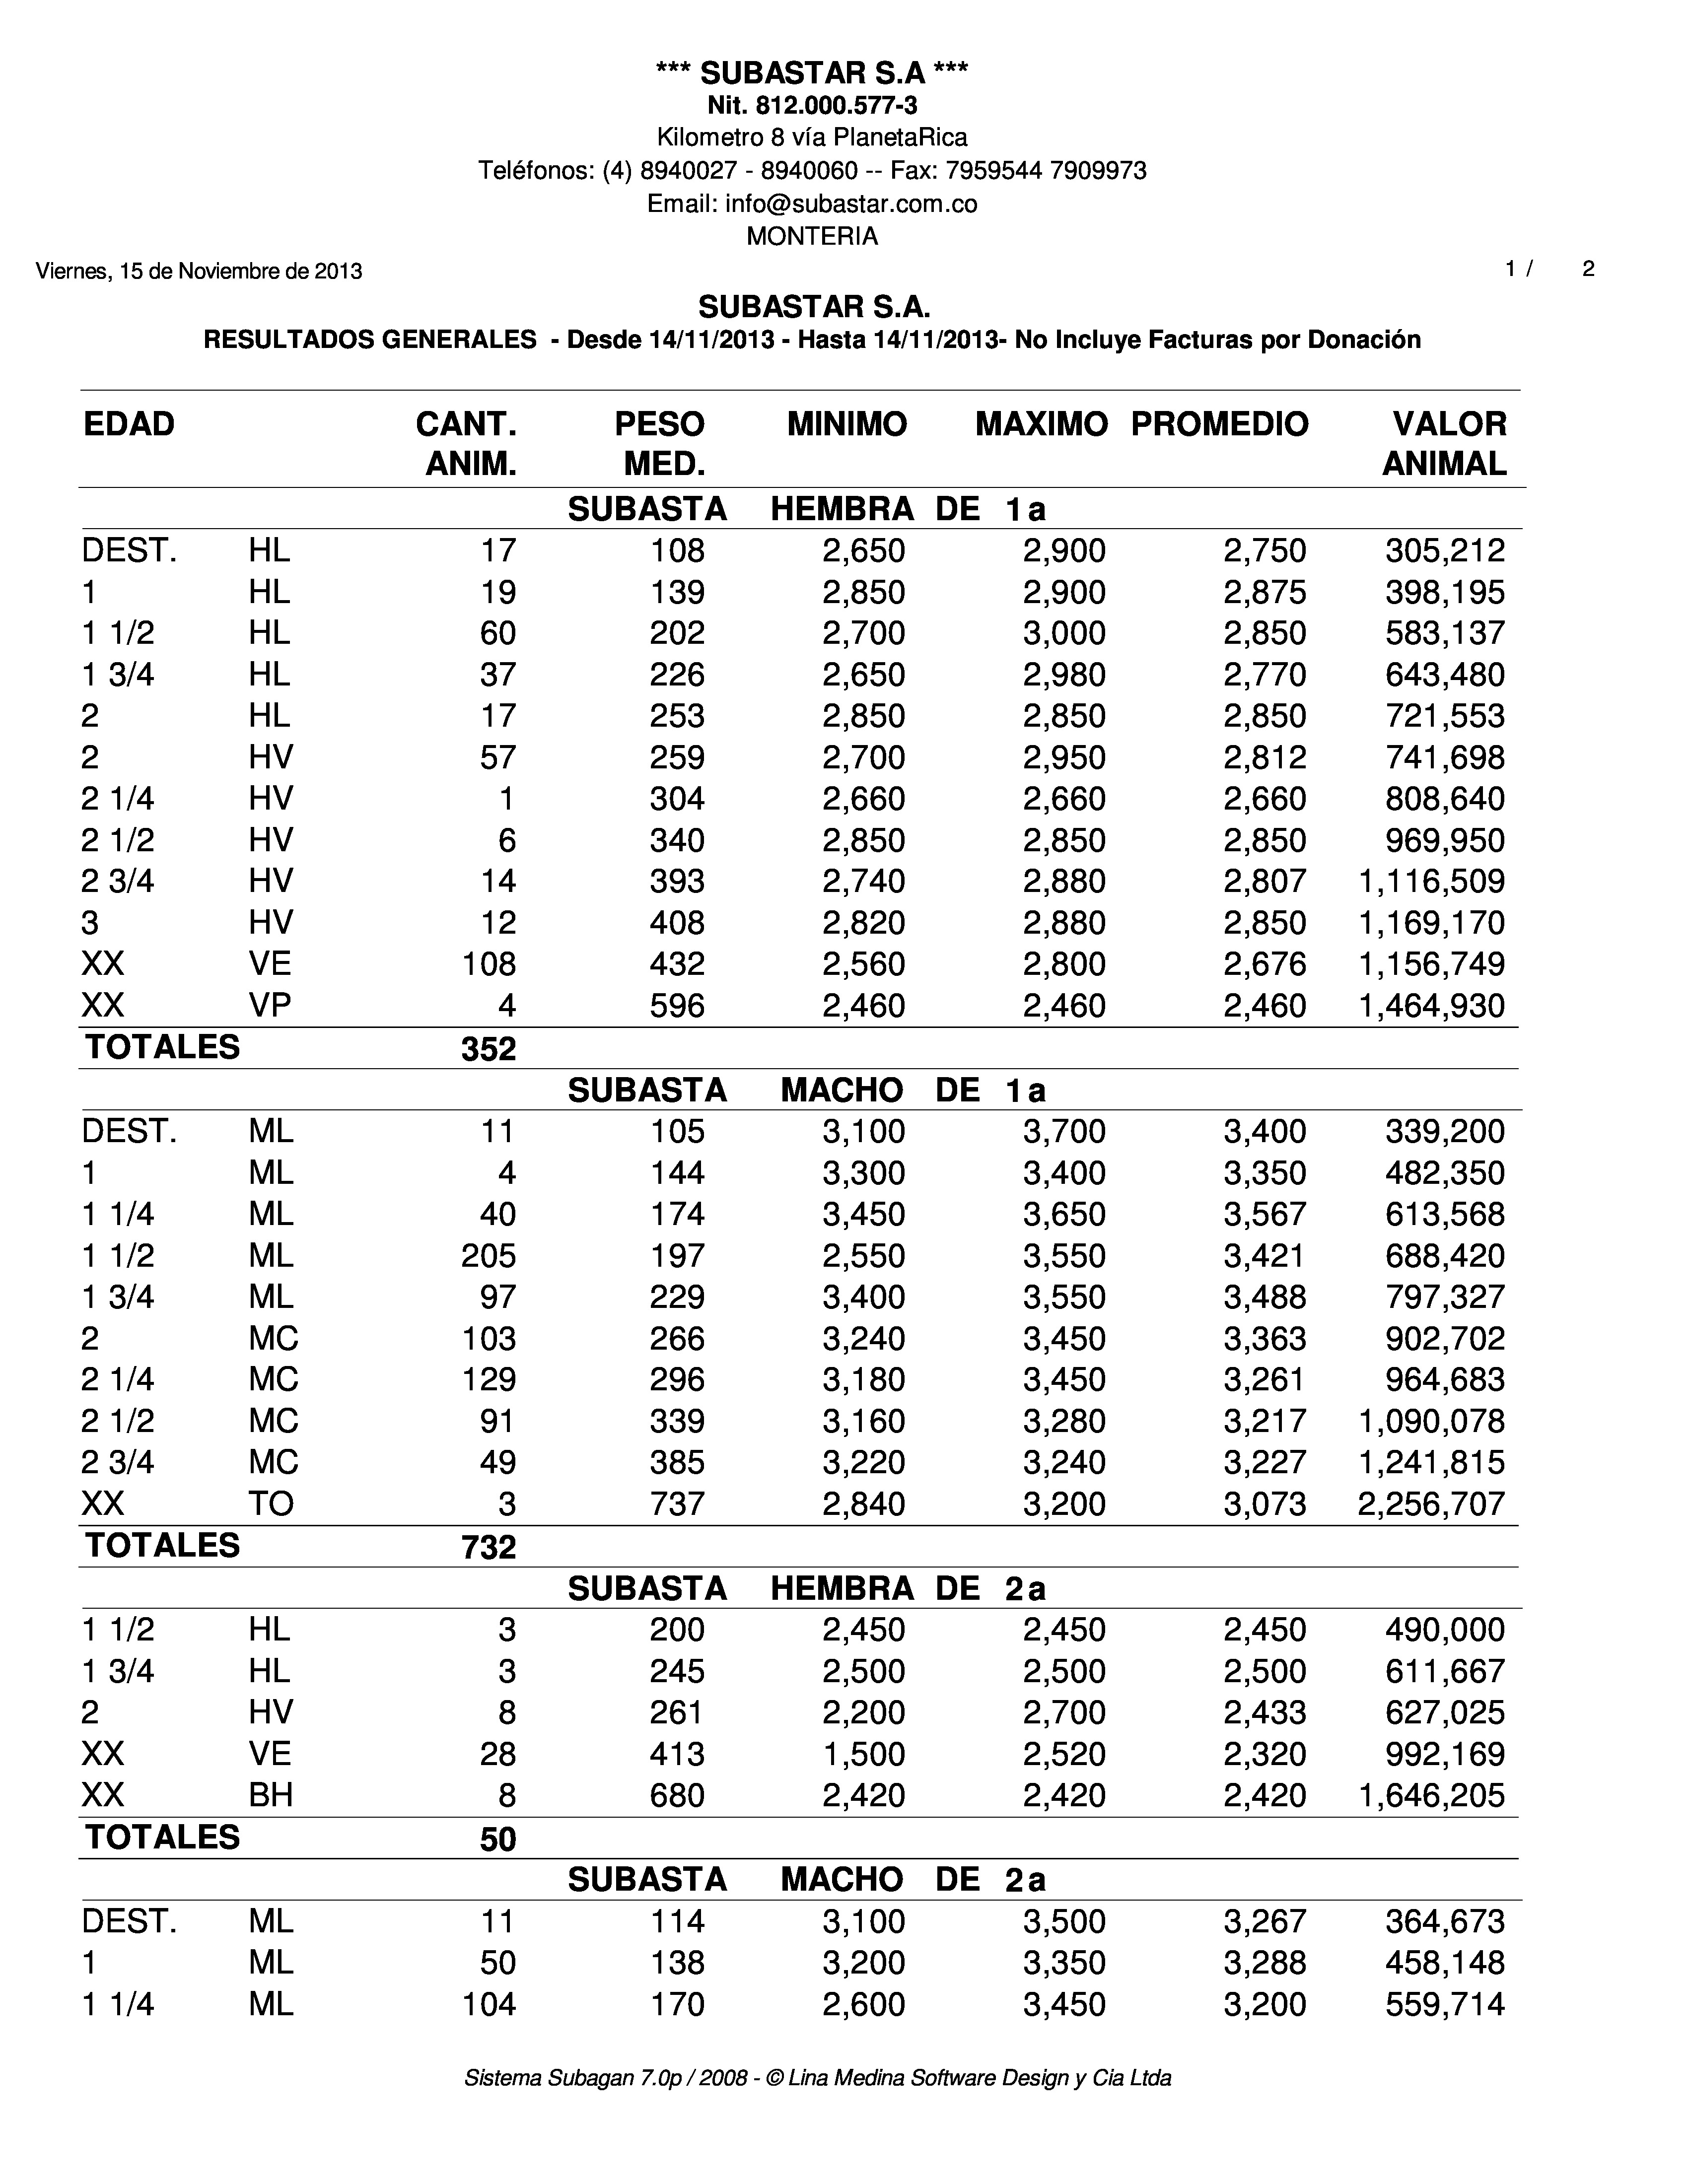 *** SUBASTAR S.A ***
Nit. 812.000.577-3
Kilometro 8 vía PlanetaRica
Teléfonos: (4) 8940027 - 8940060 -- Fax: 7959544 7909973
Email: info@subastar.com.co
MONTERIA
Viernes, 15 de Noviembre de 2013 1 / 2
SUBASTAR S.A.
RESULTADOS GENERALES - Desde 14/11/2013 - Hasta 14/11/2013- No Incluye Facturas por Donación
EDAD CANT. PESO MINIMO MAXIMO PROMEDIO VALOR
ANIM. MED. ANIMAL
SUBASTA HEMBRA DE 1a
DEST. HL 17 108 2,650 2,900 2,750 305,212
1 HL 19 139 2,850 2,900 2,875 398,195
1 1/2 HL 60 202 2,700 3,000 2,850 583,137
1 3/4 HL 37 226 2,650 2,980 2,770 643,480
2 HL 17 253 2,850 2,850 2,850 721,553
2 HV 57 259 2,700 2,950 2,812 741,698
2 1/4 HV 1 304 2,660 2,660 2,660 808,640
2 1/2 HV 6 340 2,850 2,850 2,850 969,950
2 3/4 HV 14 393 2,740 2,880 2,807 1,116,509
3 HV 12 408 2,820 2,880 2,850 1,169,170
XX VE 108 432 2,560 2,800 2,676 1,156,749
XX VP 4 596 2,460 2,460 2,460 1,464,930
TOTALES 352
SUBASTA MACHO DE 1a
DEST. ML 11 105 3,100 3,700 3,400 339,200
1 ML 4 144 3,300 3,400 3,350 482,350
1 1/4 ML 40 174 3,450 3,650 3,567 613,568
1 1/2 ML 205 197 2,550 3,550 3,421 688,420
1 3/4 ML 97 229 3,400 3,550 3,488 797,327
2 MC 103 266 3,240 3,450 3,363 902,702
2 1/4 MC 129 296 3,180 3,450 3,261 964,683
2 1/2 MC 91 339 3,160 3,280 3,217 1,090,078
2 3/4 MC 49 385 3,220 3,240 3,227 1,241,815
XX TO 3 737 2,840 3,200 3,073 2,256,707
TOTALES 732
SUBASTA HEMBRA DE 2a
1 1/2 HL 3 200 2,450 2,450 2,450 490,000
1 3/4 HL 3 245 2,500 2,500 2,500 611,667
2 HV 8 261 2,200 2,700 2,433 627,025
XX VE 28 413 1,500 2,520 2,320 992,169
XX BH 8 680 2,420 2,420 2,420 1,646,205
TOTALES 50
SUBASTA MACHO DE 2a
DEST. ML 11 114 3,100 3,500 3,267 364,673
1 ML 50 138 3,200 3,350 3,288 458,148
1 1/4 ML 104 170 2,600 3,450 3,200 559,714
Sistema Subagan 7.0p / 2008 - © Lina Medina Software Design y Cia Ltda